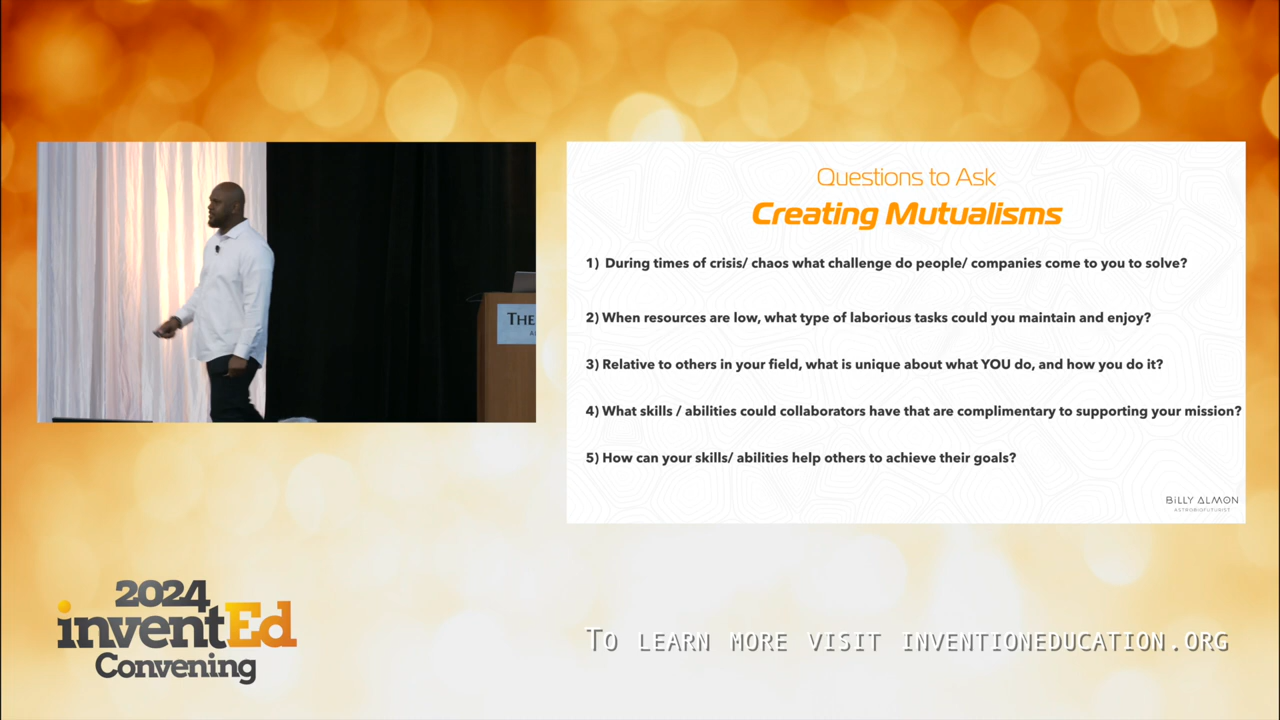 Questions to Ask
Creating Mutualisms
1) During times of crisis/ chaos what challenge do people/ companies come to you to solve?
2) When resources are low, what type of laborious tasks could you maintain and enjoy?
3) Relative to others in your field, what is unique about what YOU do, and how you do it?
4) What skills / abilities could collaborators have that are complimentary to supporting your mission?
5) How can your skills/ abilities help others to achieve their goals?
BiLLY ALMON
ASTROBIOFUTURIST
THE
2024
inventEd
Convening
TO LEARN MORE VISIT INVENTIONEDUCATION.ORG